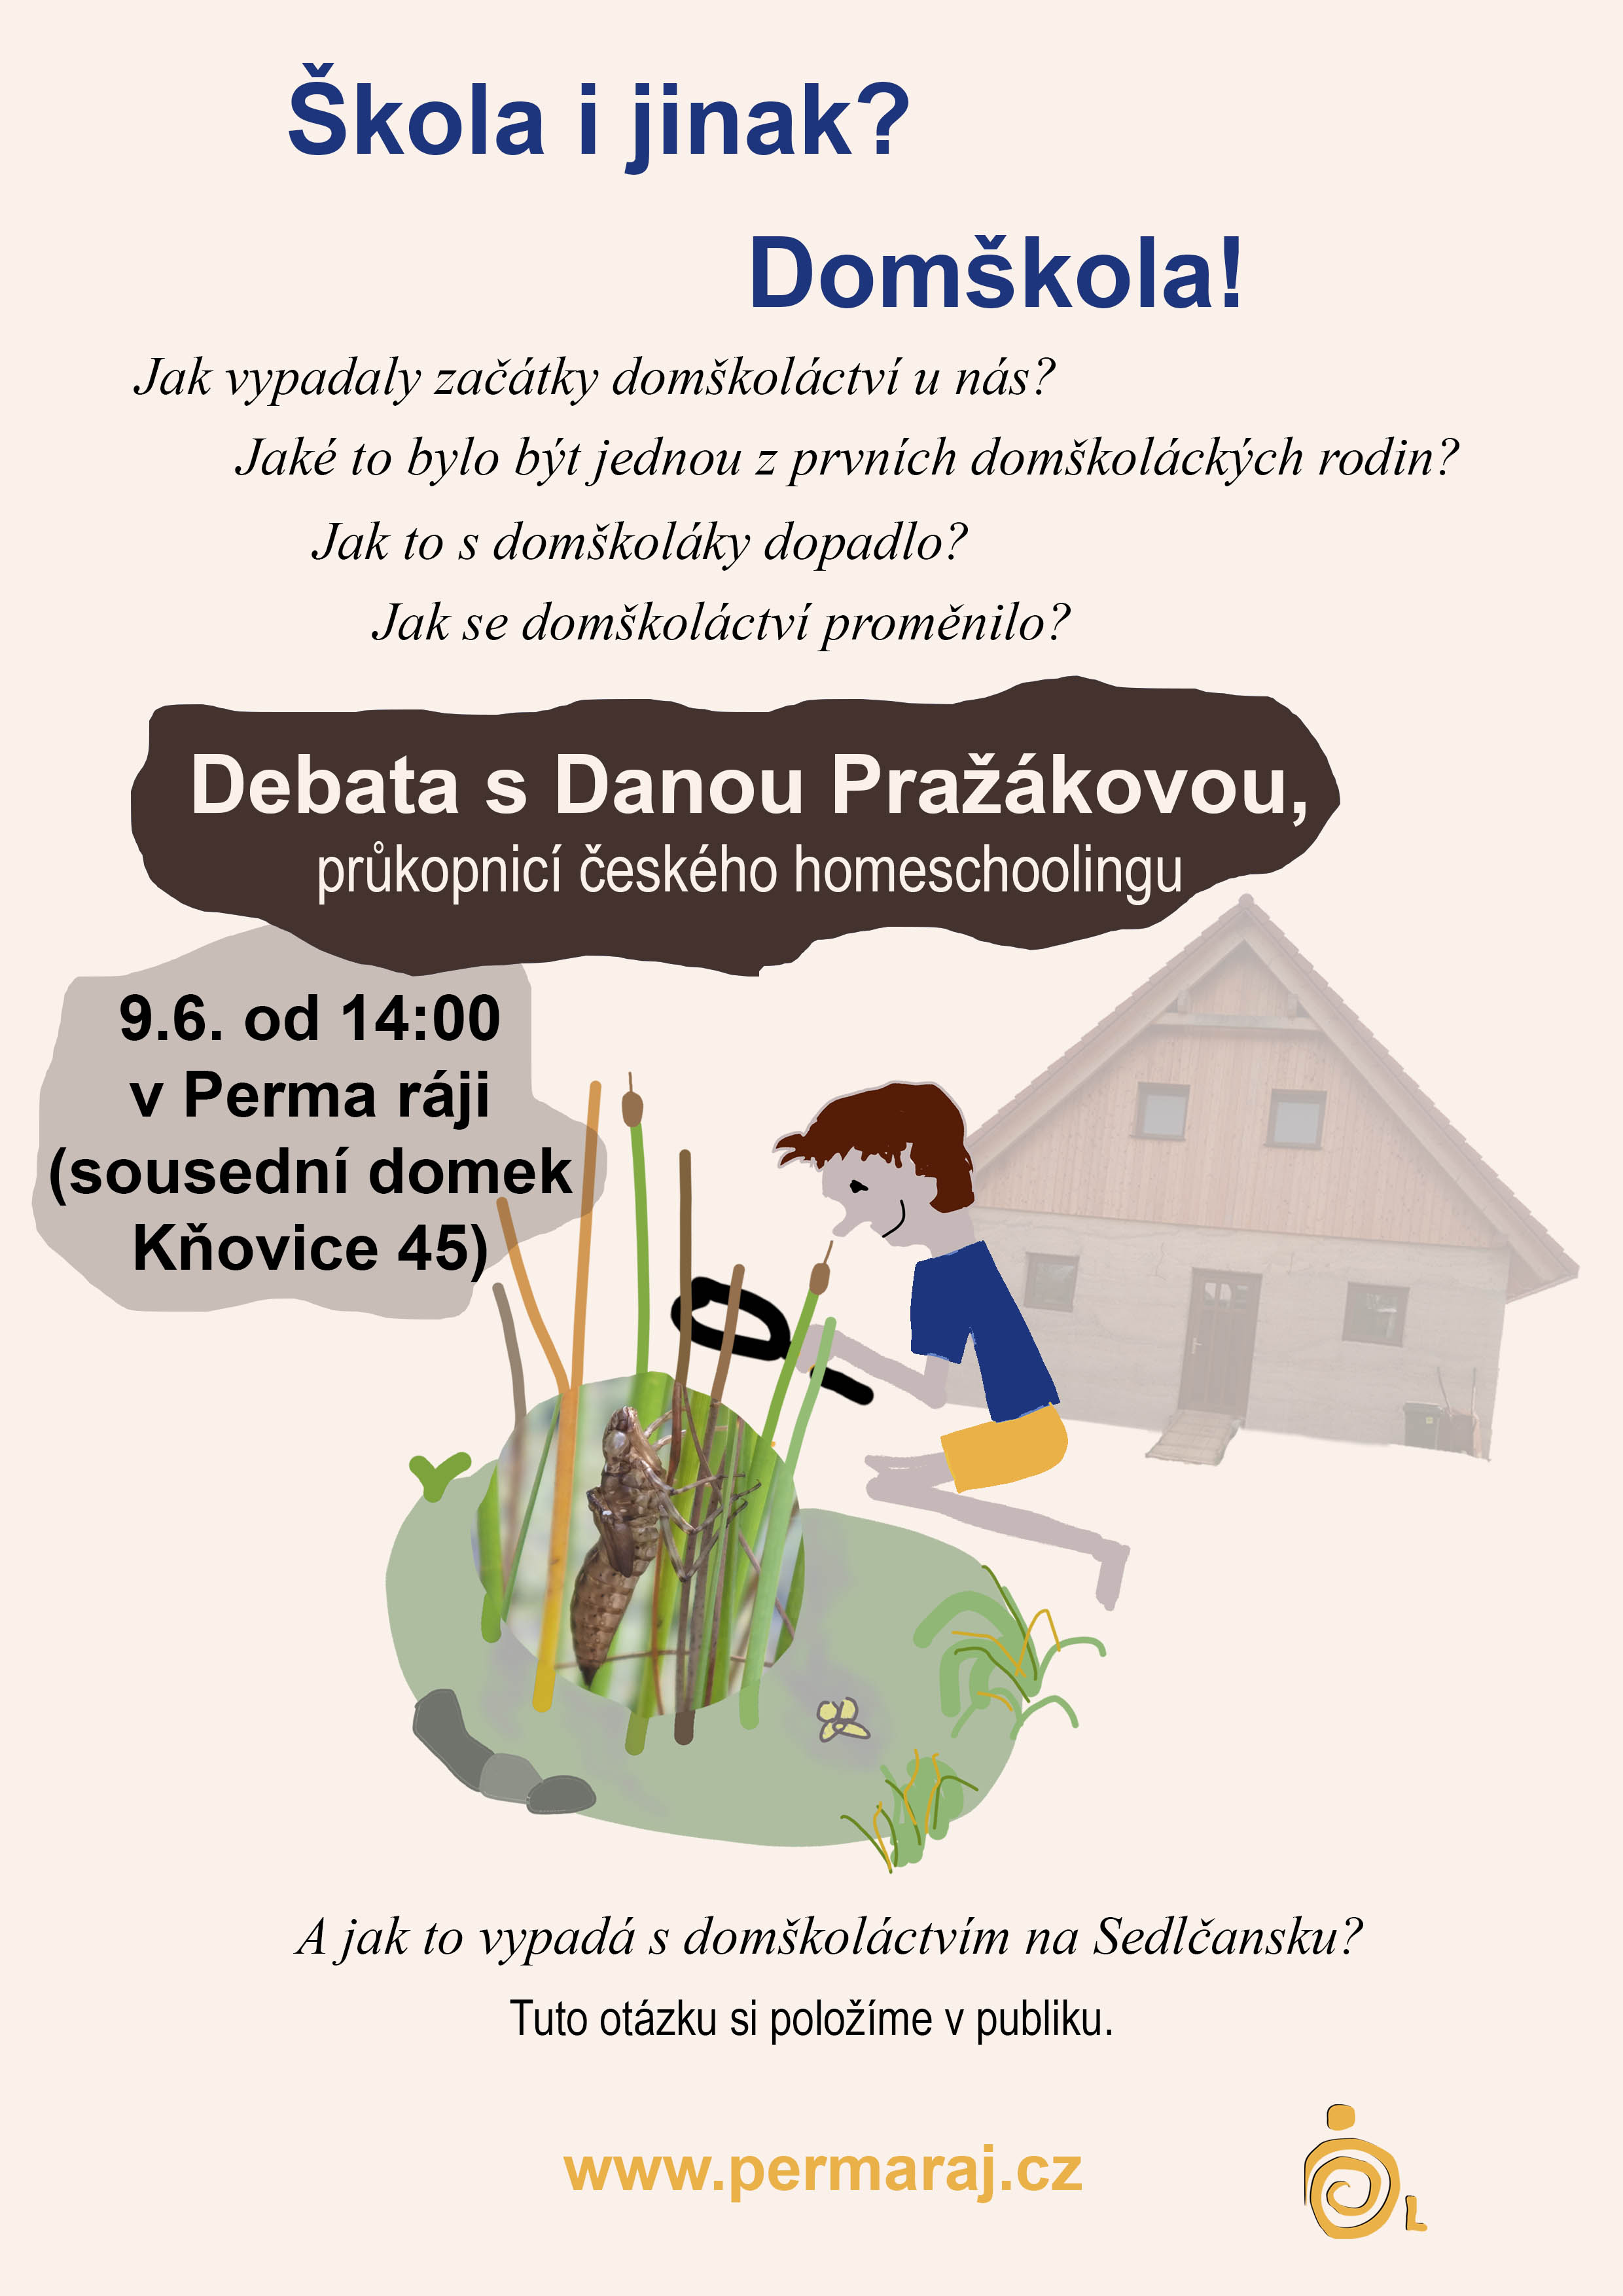 Škola i jinak?
Domškola!
Jak vypadaly začátky domškoláctví u nás?
Jaké to bylo být jednou z prvních domškoláckých rodin?
Jak to s domškoláky dopadlo?
Jak se domškoláctví proměnilo?
Debata s Danou Pražákovou,
průkopnicí českého homeschoolingu
9.6. od 14:00
v Perma ráji
(sousední domek
Kňovice 45)
A jak to vypadá s domškoláctvím na Sedlčansku?
Tuto otázku si položíme v publiku.
www.permaraj.cz